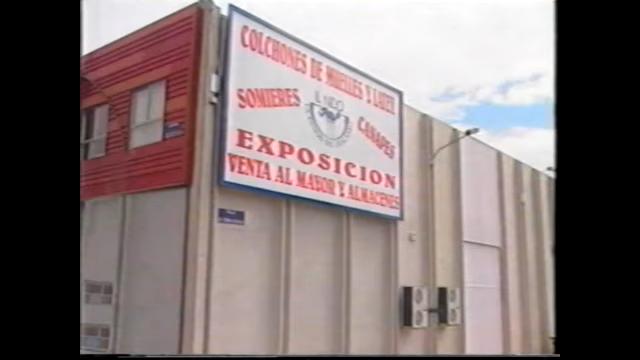 COLCHONES DE MUELLES Y LATEX
SOMIERES
CANAPES
EXPOSICION
VENTA AL MAYOR Y ALMACENES